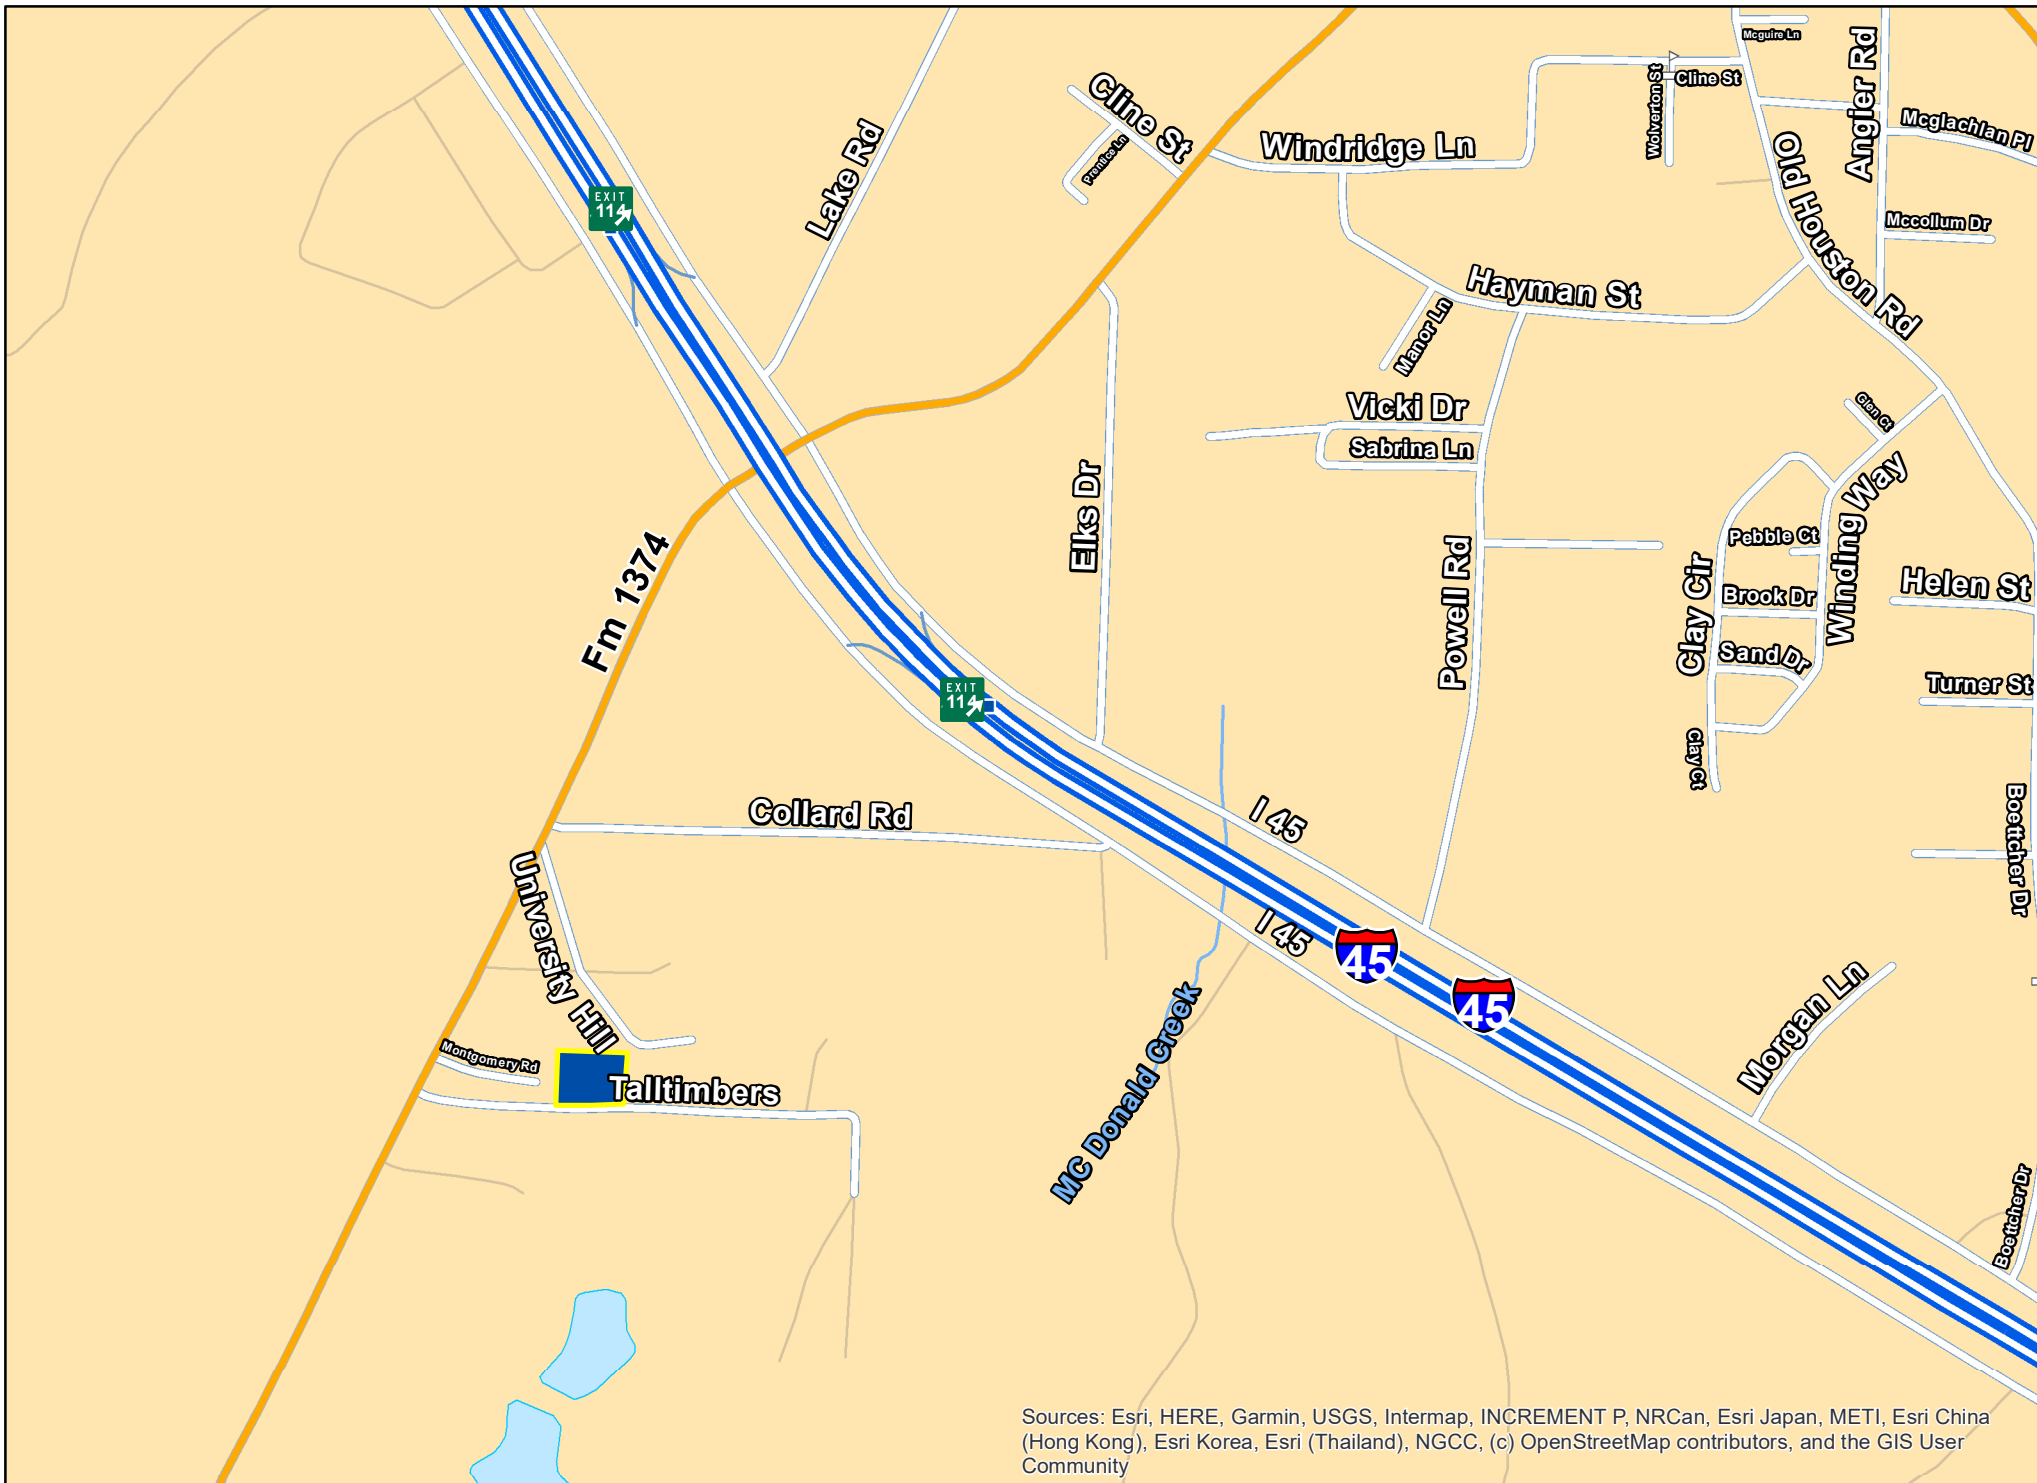 Mcguire Ln
Angier Rd
Cline St
Wolverton St
Cline St
Prentice Ln
Windridge Ln
Mcglachlan Pl
Lake Rd
Old Houston Rd
EXIT
114
Mccollum Dr
Hayman St
Manor Ln
Vicki Dr
Glen Ct
Sabrina Ln
Winding Way
Elks Dr
Pebble Ct
Fm 1374
Powell Rd
Clay Cir
Brook Dr
Helen St
Sand Dr
Turner St
EXIT
114
Clay Ct
Collard Rd
I 45
Boettcher Dr
University Hill
I 45
45
45
Morgan Ln
MC Donald Creek
Montgomery Rd
Talltimbers
Boettcher Dr
Sources: Esri, HERE, Garmin, USGS, Intermap, INCREMENT P, NRCan, Esri Japan, METI, Esri China
(Hong Kong), Esri Korea, Esri (Thailand), NGCC, (c) OpenStreetMap contributors, and the GIS User
Community